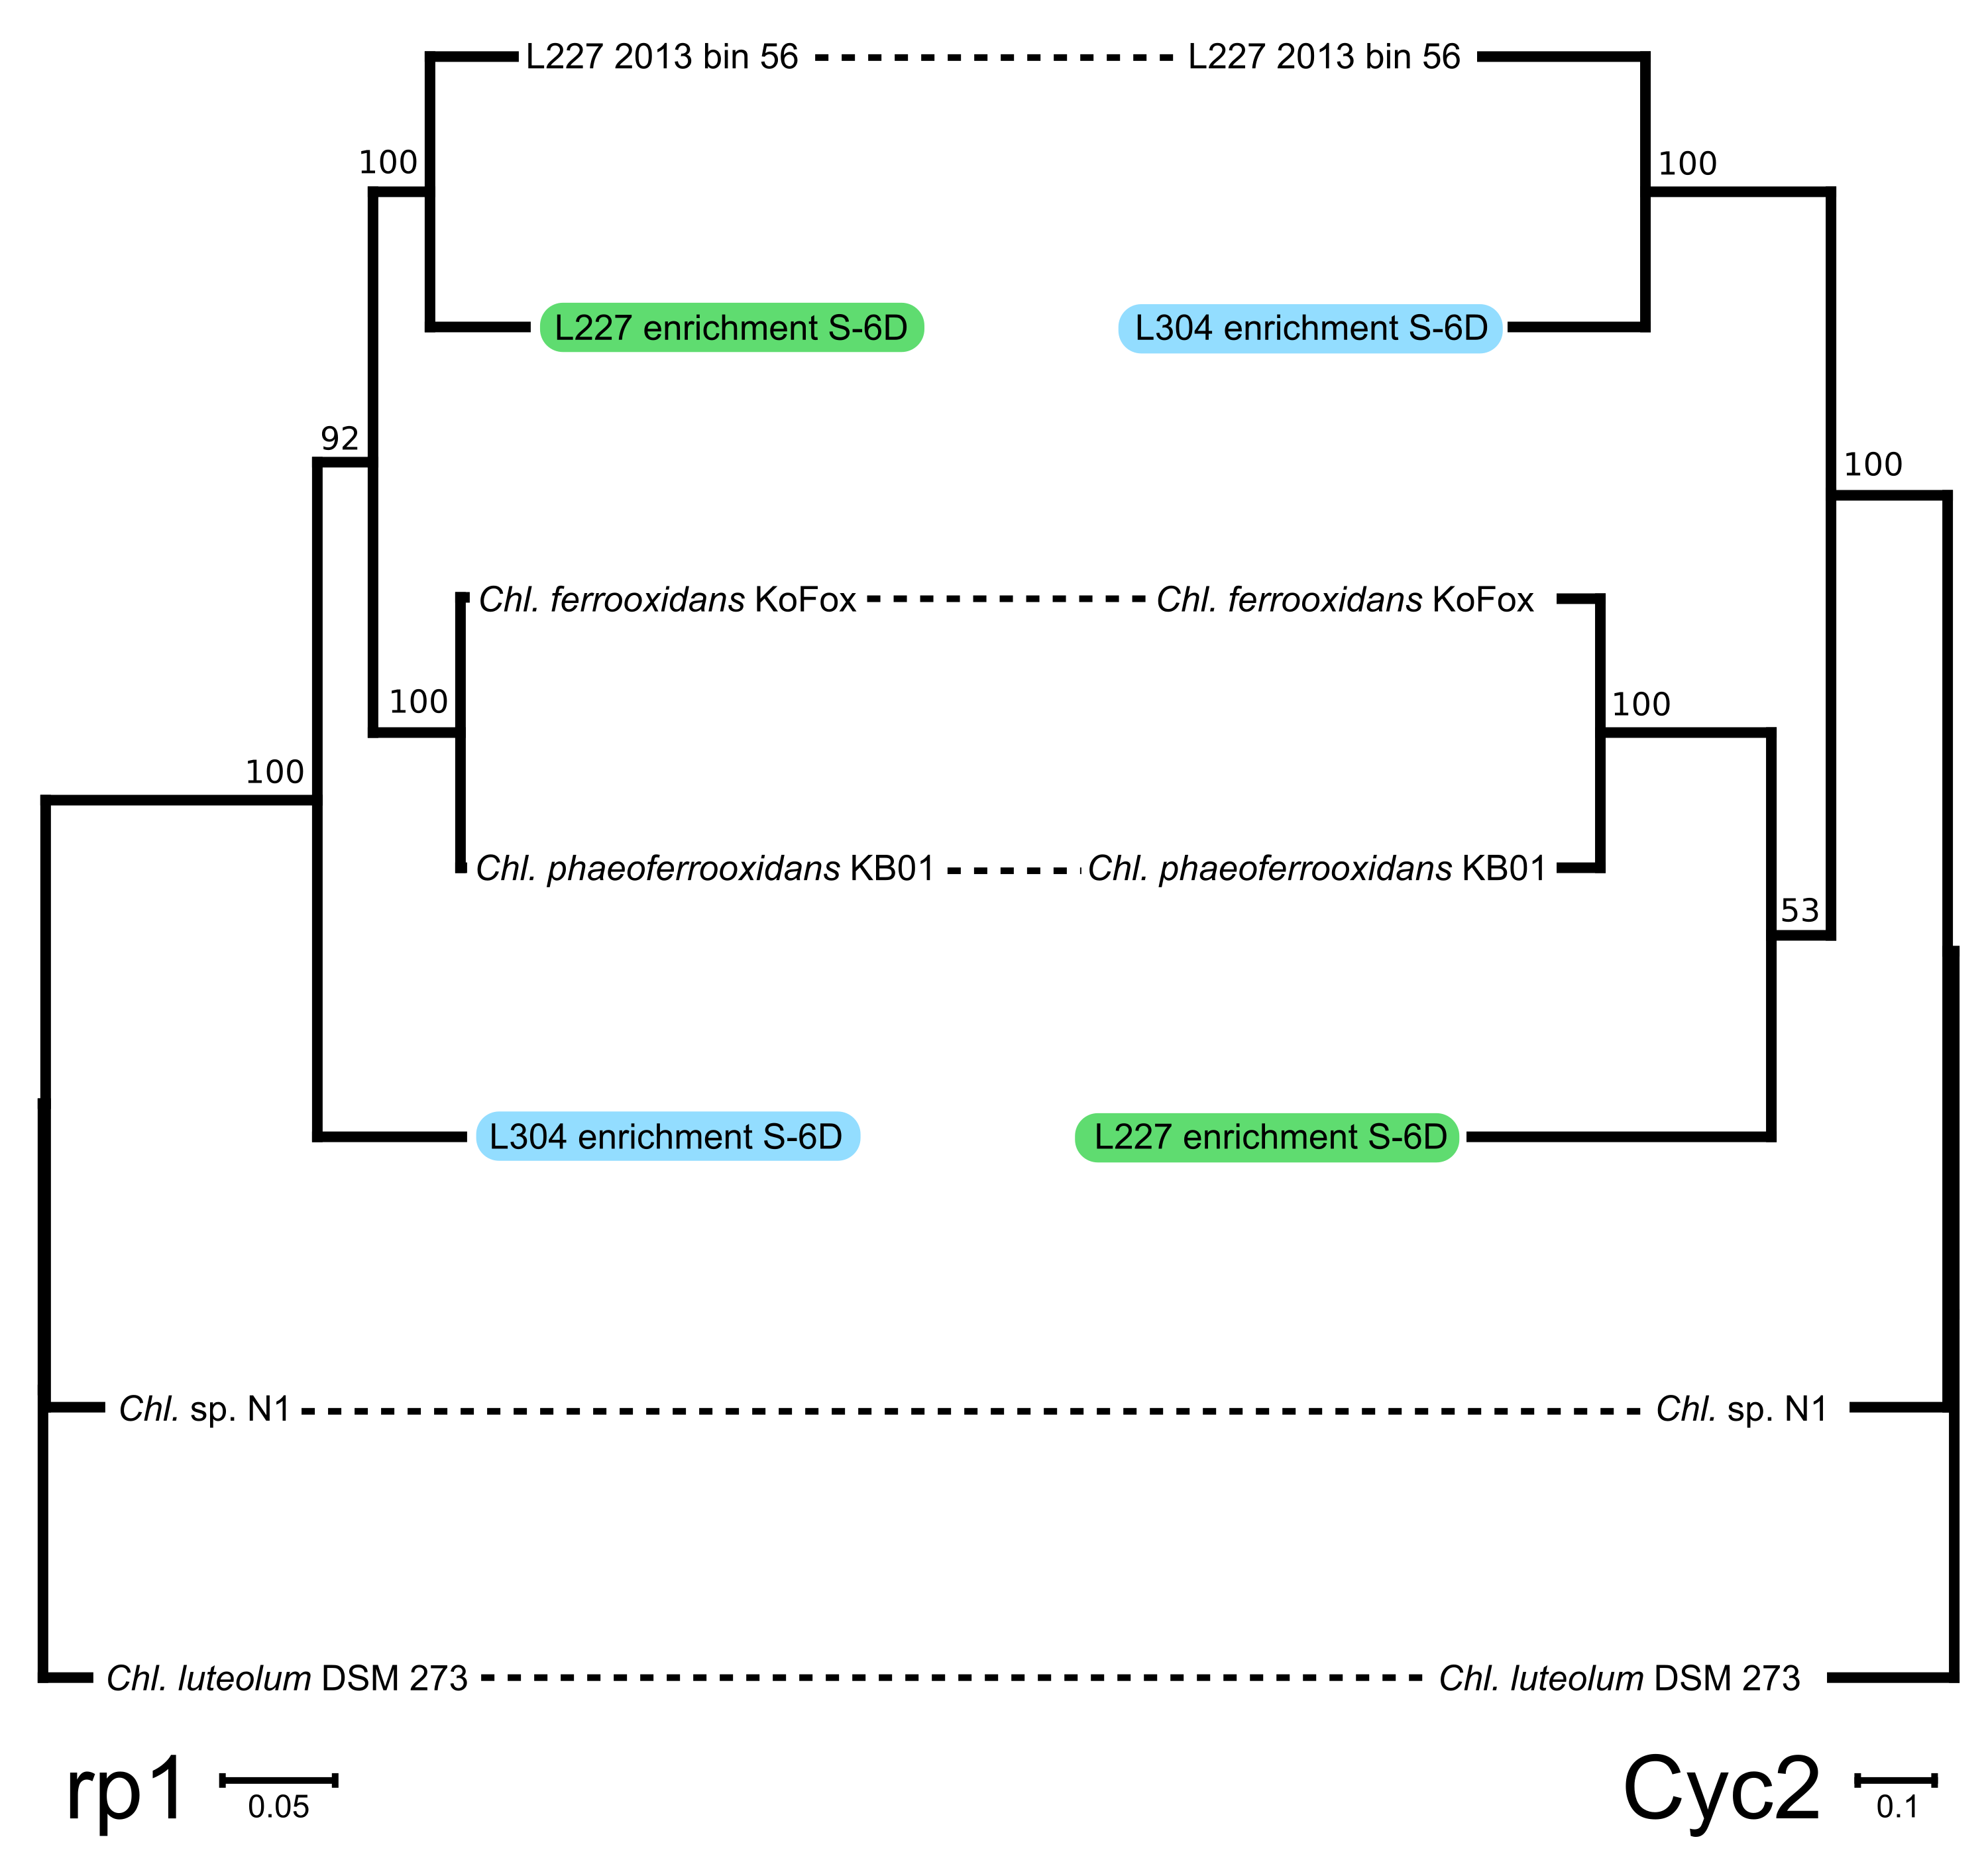 L227 2013 bin 56 L227 2013 bin 56
100 100
L227 enrichment S-6D L304 enrichment S-6D
92 100
Chl. ferrooxidans KoFox Chl. ferrooxidans KoFox
100 100
100
Chl. phaeoferrooxidans KB01 Chl. phaeoferrooxidans KB01
53
L304 enrichment S-6D L227 enrichment S-6D
Chl. sp. N1 Chl. sp. N1
Chl. luteolum DSM 273 Chl. luteolum DSM 273
rp1 0.05 Cyc2 0.1